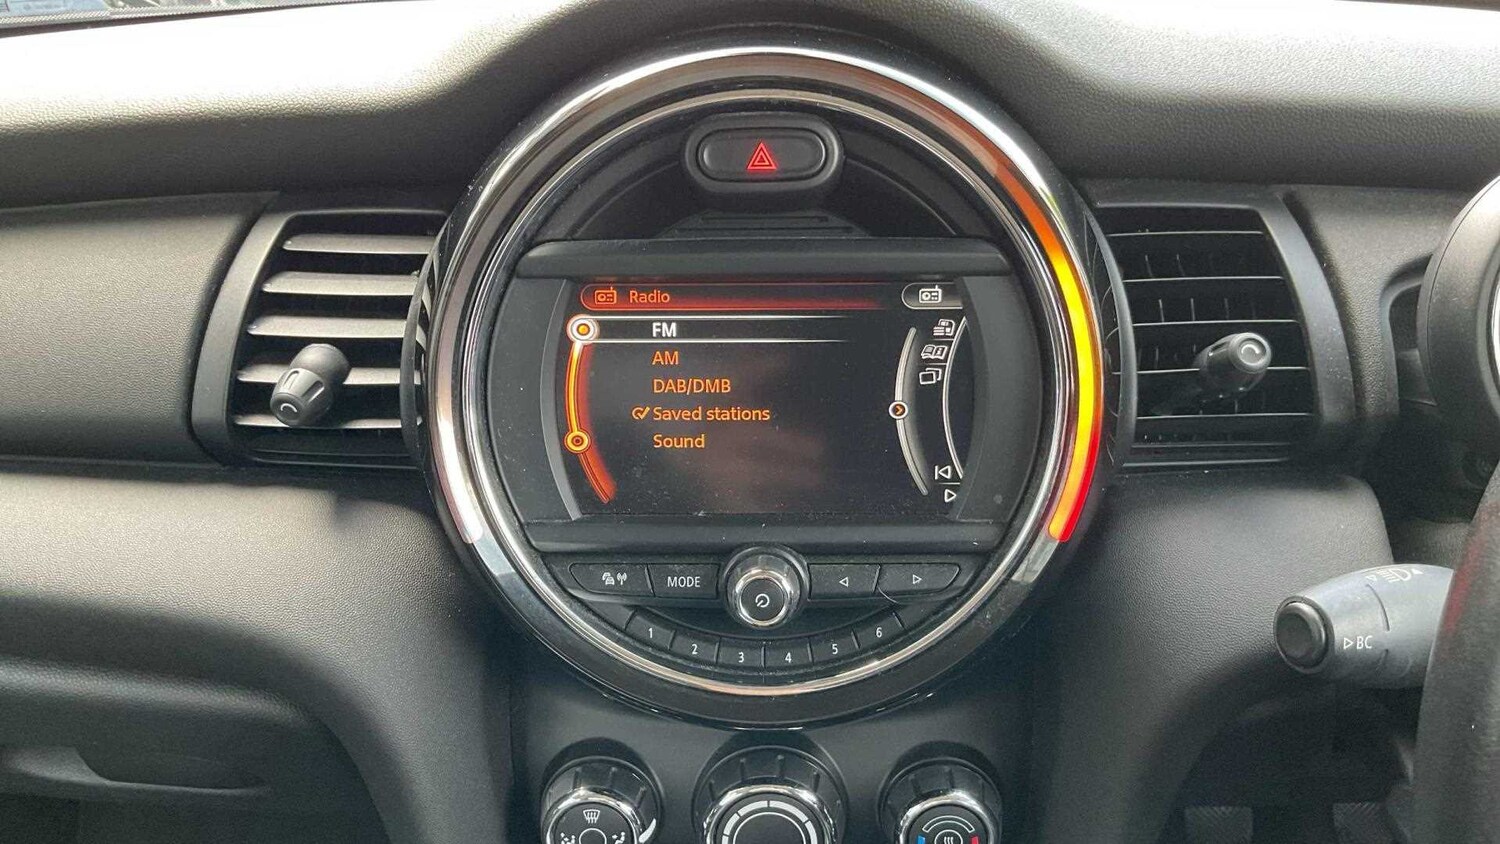 Radio
FM
AM
DAB/DMB
Saved stations
Sound
MODE
1 2 3 4 5 6
BC